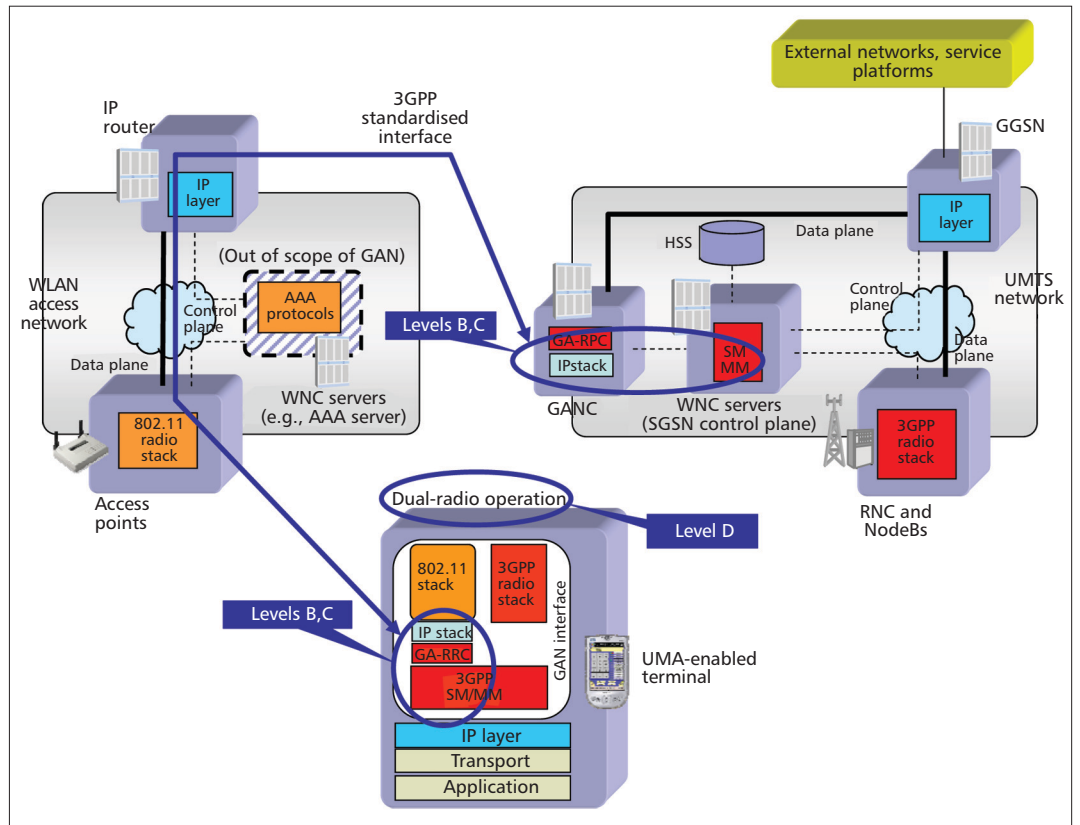 External networks, service
platforms
IP
router
3GPP
standardised
interface
GGSN
IP
layer
IP
layer
HSS
Data plane
(Out of scope of GAN)
WLAN
access
network
Control
plane
AAA
protocols
Control
plane
UMTS
network
Levels B,C
GA-RPC
IPstack
SM
MM
Data
plane
Data plane
WNC servers
(e.g., AAA server)
GANC
WNC servers
(SGSN control plane)
802.11
radio
stack
3GPP
radio
stack
Access
points
Dual-radio operation
RNC and
NodeBs
Level D
802.11
stack
3GPP
radio
stack
GAN interface
Levels B,C
IP stack
GA-RRC
3GPP
SM/MM
UMA-enabled
terminal
IP layer
Transport
Application